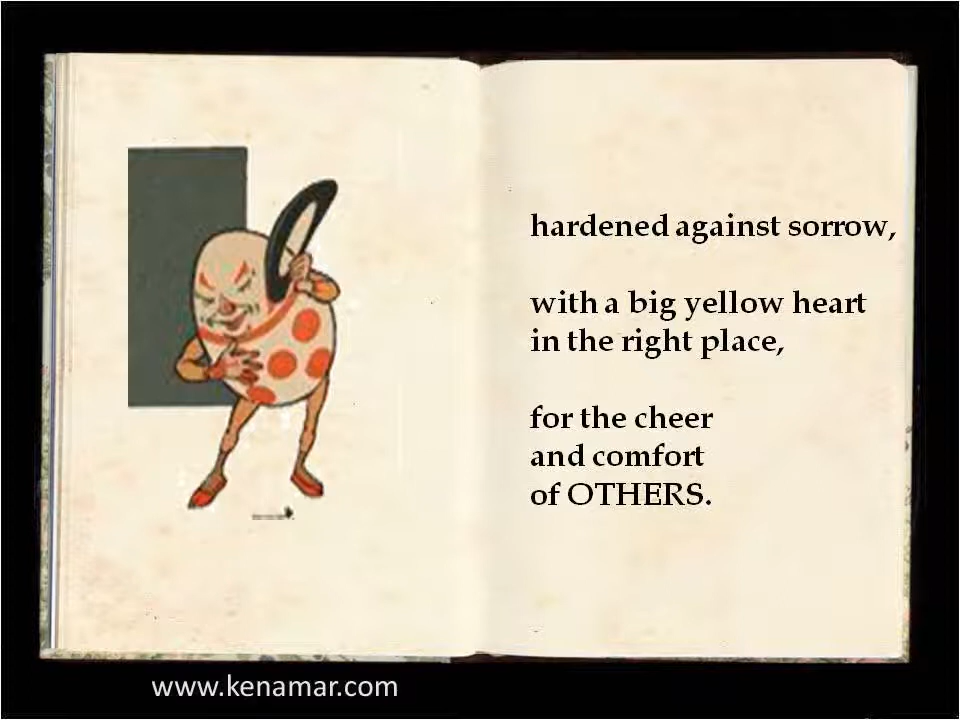 hardened against sorrow,
with a big yellow heart
in the right place,
for the cheer
and comfort
of OTHERS.
www.kenamar.com